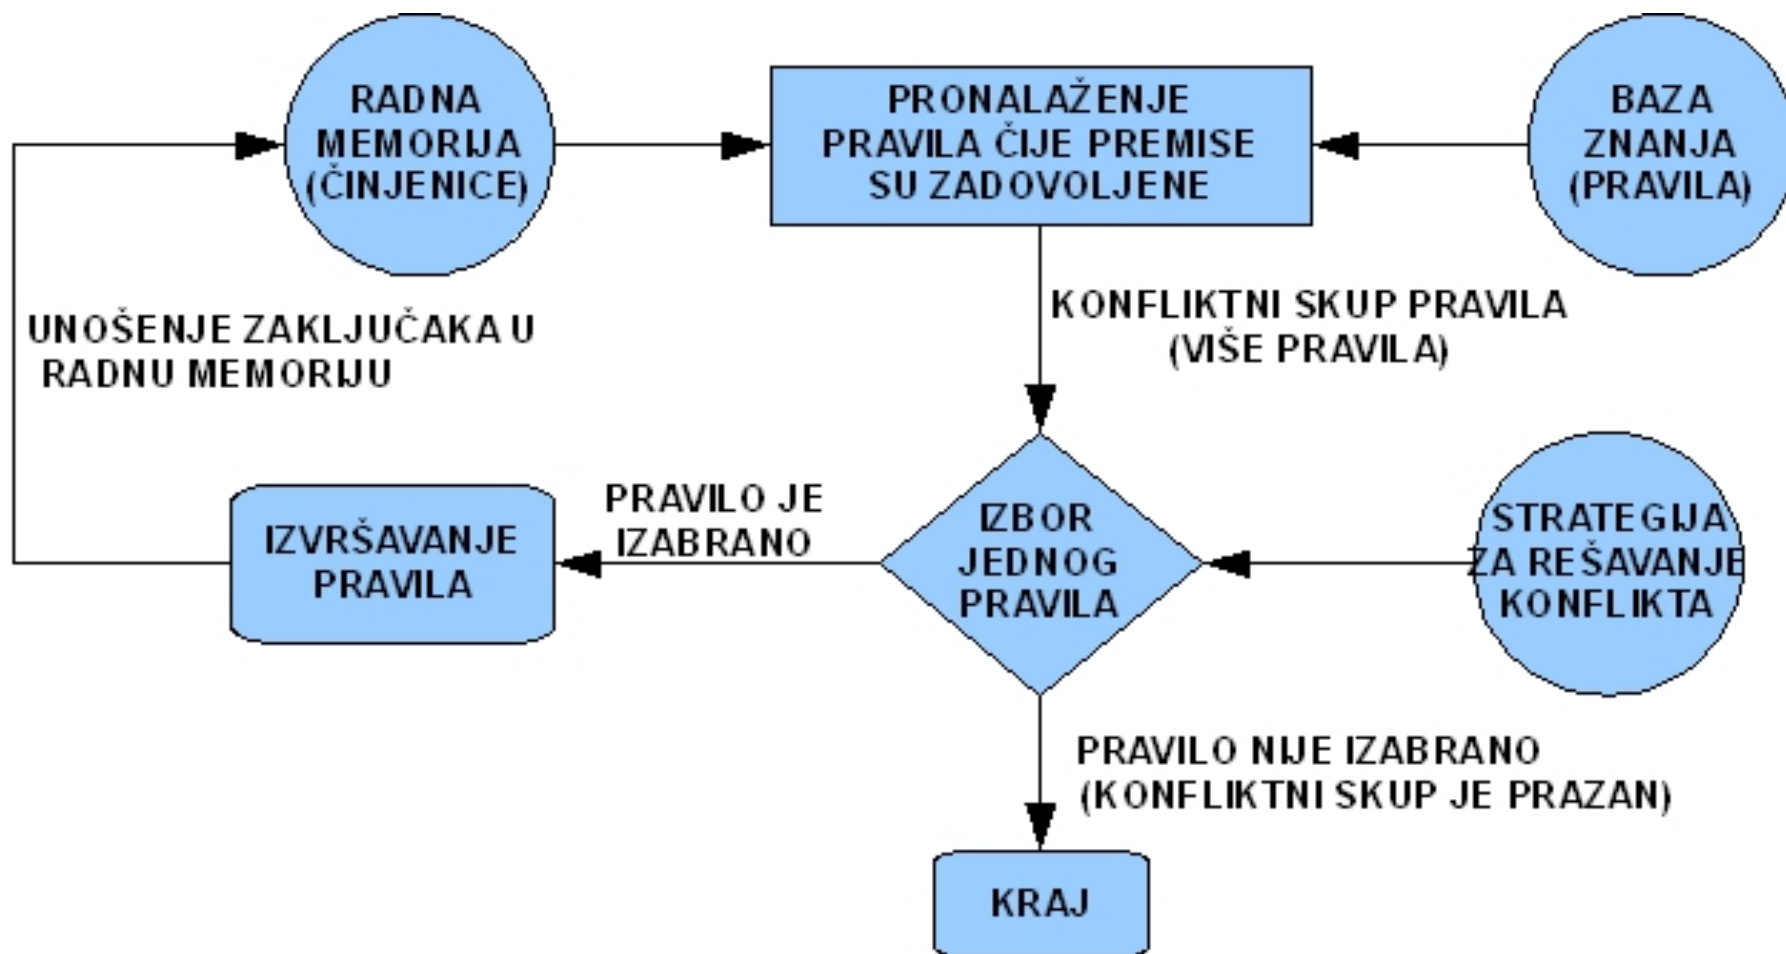 RADNA
MEMORIJA
(ČINJENICE)
PRONALAŽENJE
PRAVILA ČIJE PREMISE
SU ZADOVOLJENE
BAZA
ZNANJA
(PRAVILA)
UNOŠENJE ZAKLJUČAKA U
RADNU MEMORIJU
KONFLIKTNI SKUP PRAVILA
(VIŠE PRAVILA)
IZVRŠAVANJE
PRAVILA
PRAVILO JE
IZABRANO
IZBOR
JEDNOG
PRAVILA
STRATEGIJA
ZA REŠAVANJE
KONFLIKTA
PRAVILO NIJE IZABRANO
(KONFLIKTNI SKUP JE PRAZAN)
KRAJ